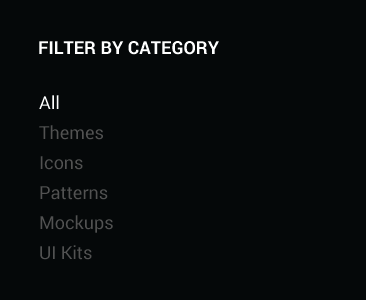 FILTER BY CATEGORY
All
Themes
Icons
Patterns
Mockups
UI Kits